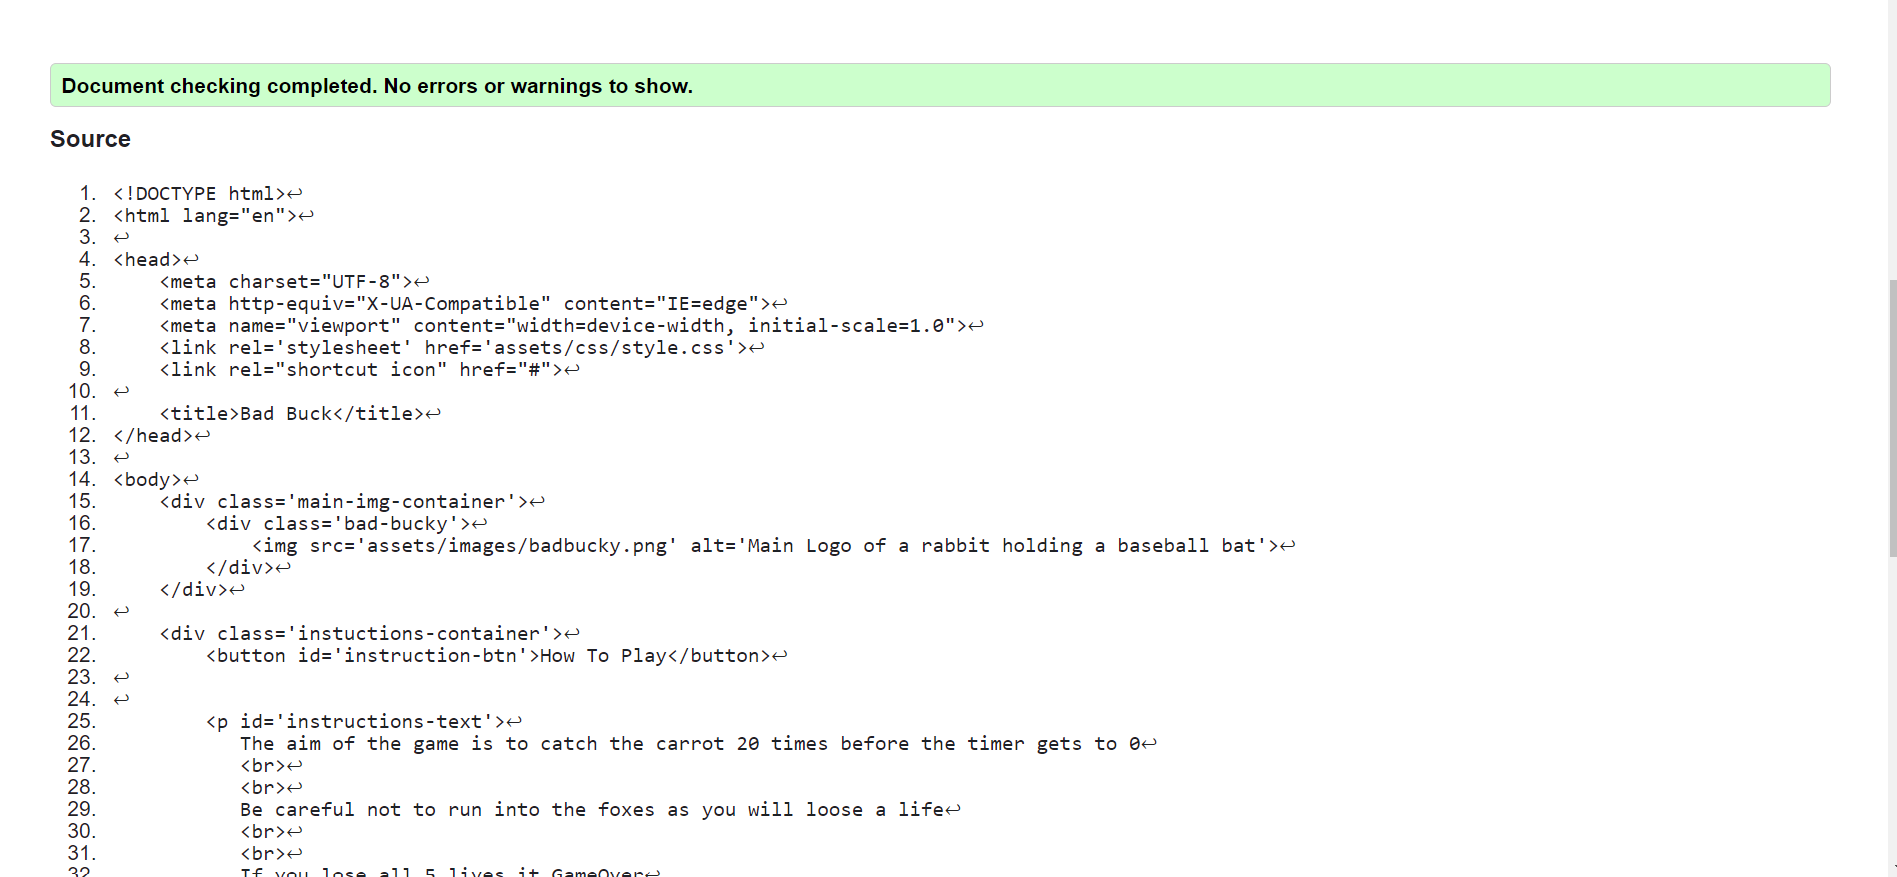 Document checking completed. No errors or warnings to show.
Source
1. <!DOCTYPE html>↩
2. <html lang="en">↩
3. ↩
4. <head>↩
5.     <meta charset="UTF-8">↩
6.     <meta http-equiv="X-UA-Compatible" content="IE=edge">↩
7.     <meta name="viewport" content="width=device-width, initial-scale=1.0">↩
8.     <link rel='stylesheet' href='assets/css/style.css'>↩
9.     <link rel="shortcut icon" href="#">↩
10. ↩
11.     <title>Bad Buck</title>↩
12. </head>↩
13. ↩
14. <body>↩
15.     <div class='main-img-container'>↩
16.         <div class='bad-bucky'>↩
17.             <img src='assets/images/badbucky.png' alt='Main Logo of a rabbit holding a baseball bat'>↩
18.         </div>↩
19.     </div>↩
20. ↩
21.     <div class='instuctions-container'>↩
22.         <button id='instruction-btn'>How To Play</button>↩
23. ↩
24. ↩
25.         <p id='instructions-text'>↩
26.            The aim of the game is to catch the carrot 20 times before the timer gets to 0↩
27.            <br>↩
28.            <br>↩
29.            Be careful not to run into the foxes as you will loose a life↩
30.            <br>↩
31.            <br>↩
32.            If you lose all 5 lives it GameOver↩